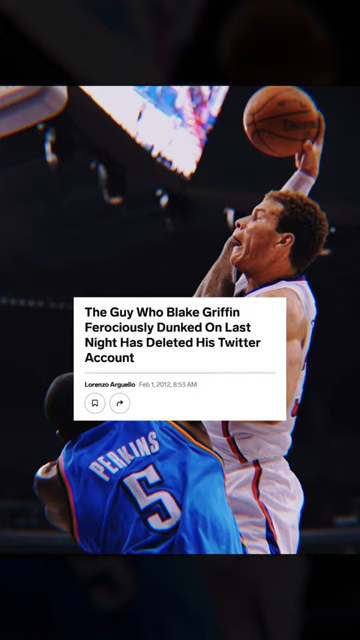 The Guy Who Blake Griffin
Ferociously Dunked On Last
Night Has Deleted His Twitter
Account
Lorenzo Arguello Feb 1, 2012, 8:53 AM
PERKINS
5